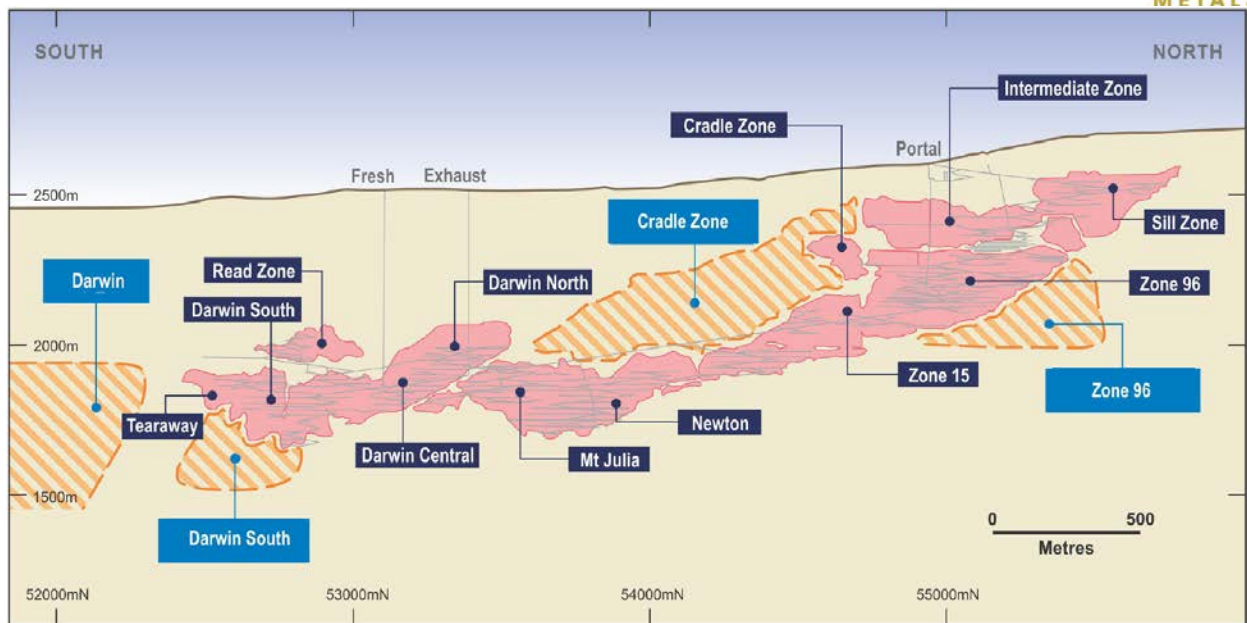 METAL
SOUTH
NORTH
Intermediate Zone
Cradle Zone
Portal
Fresh
Exhaust
2500m
Cradle Zone
Sill Zone
Read Zone
Darwin
Darwin North
Zone 96
Darwin South
2000m
Zone 15
Zone 96
Tearaway
Newton
Darwin Central
Mt Julia
1500m
Darwin South
0
500
Metres
52000mN
53000mN
54000mN
55000mN